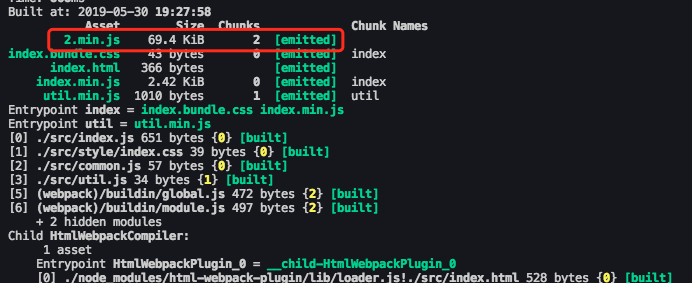 Built at: 2019-05-30 19:27:58
Asset Size Chunks Chunk Names
2.min.js 69.4 KiB 2 [emitted]
index.bundle.css 43 bytes 0 [emitted] index
index.html 366 bytes [emitted]
index.min.js 2.42 KiB 0 [emitted] index
util.min.js 1010 bytes 1 [emitted] util
Entrypoint index = index.bundle.css index.min.js
Entrypoint util = util.min.js
[0] ./src/index.js 651 bytes {0} [built]
[1] ./src/style/index.css 39 bytes {0} [built]
[2] ./src/common.js 57 bytes {0} [built]
[3] ./src/util.js 34 bytes {1} [built]
[5] (webpack)/buildin/global.js 472 bytes {2} [built]
[6] (webpack)/buildin/module.js 497 bytes {2} [built]
+ 2 hidden modules
Child HtmlWebpackCompiler:
1 asset
Entrypoint HtmlWebpackPlugin_0 = __child-HtmlWebpackPlugin_0
[0] ./node_modules/html-webpack-plugin/lib/loader.js!./src/index.html 528 bytes {0} [built]